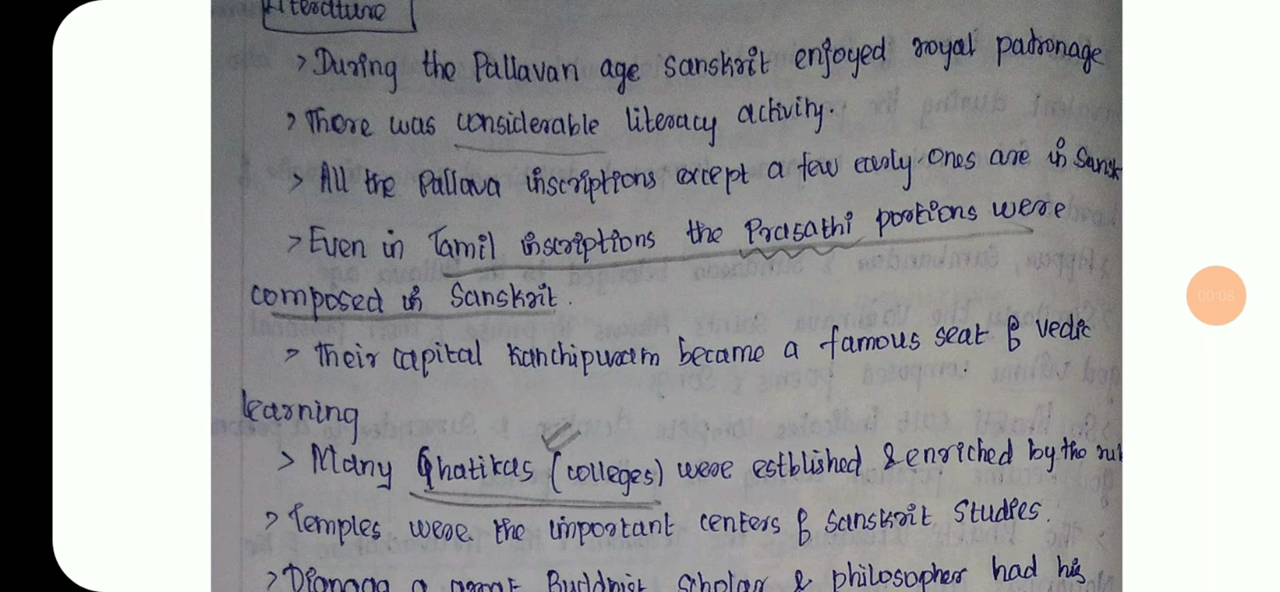 Literature
> During the Pallavan age Sanskrit enjoyed royal patronage
> There was considerable literacy activity.
> All the Pallava inscriptions except a few early ones are in Sansk
> Even in Tamil inscriptions the Prasathi portions were
composed in Sanskrit.
> Their capital Kanchipuram became a famous seat of vedic
learning
> Many Ghatikas (colleges) were estblished & enriched by the rul
> Temples were the important centers of Sanskrit Studies.
> Dignaga a great Buddhist Scholar & philosopher had his
00:08